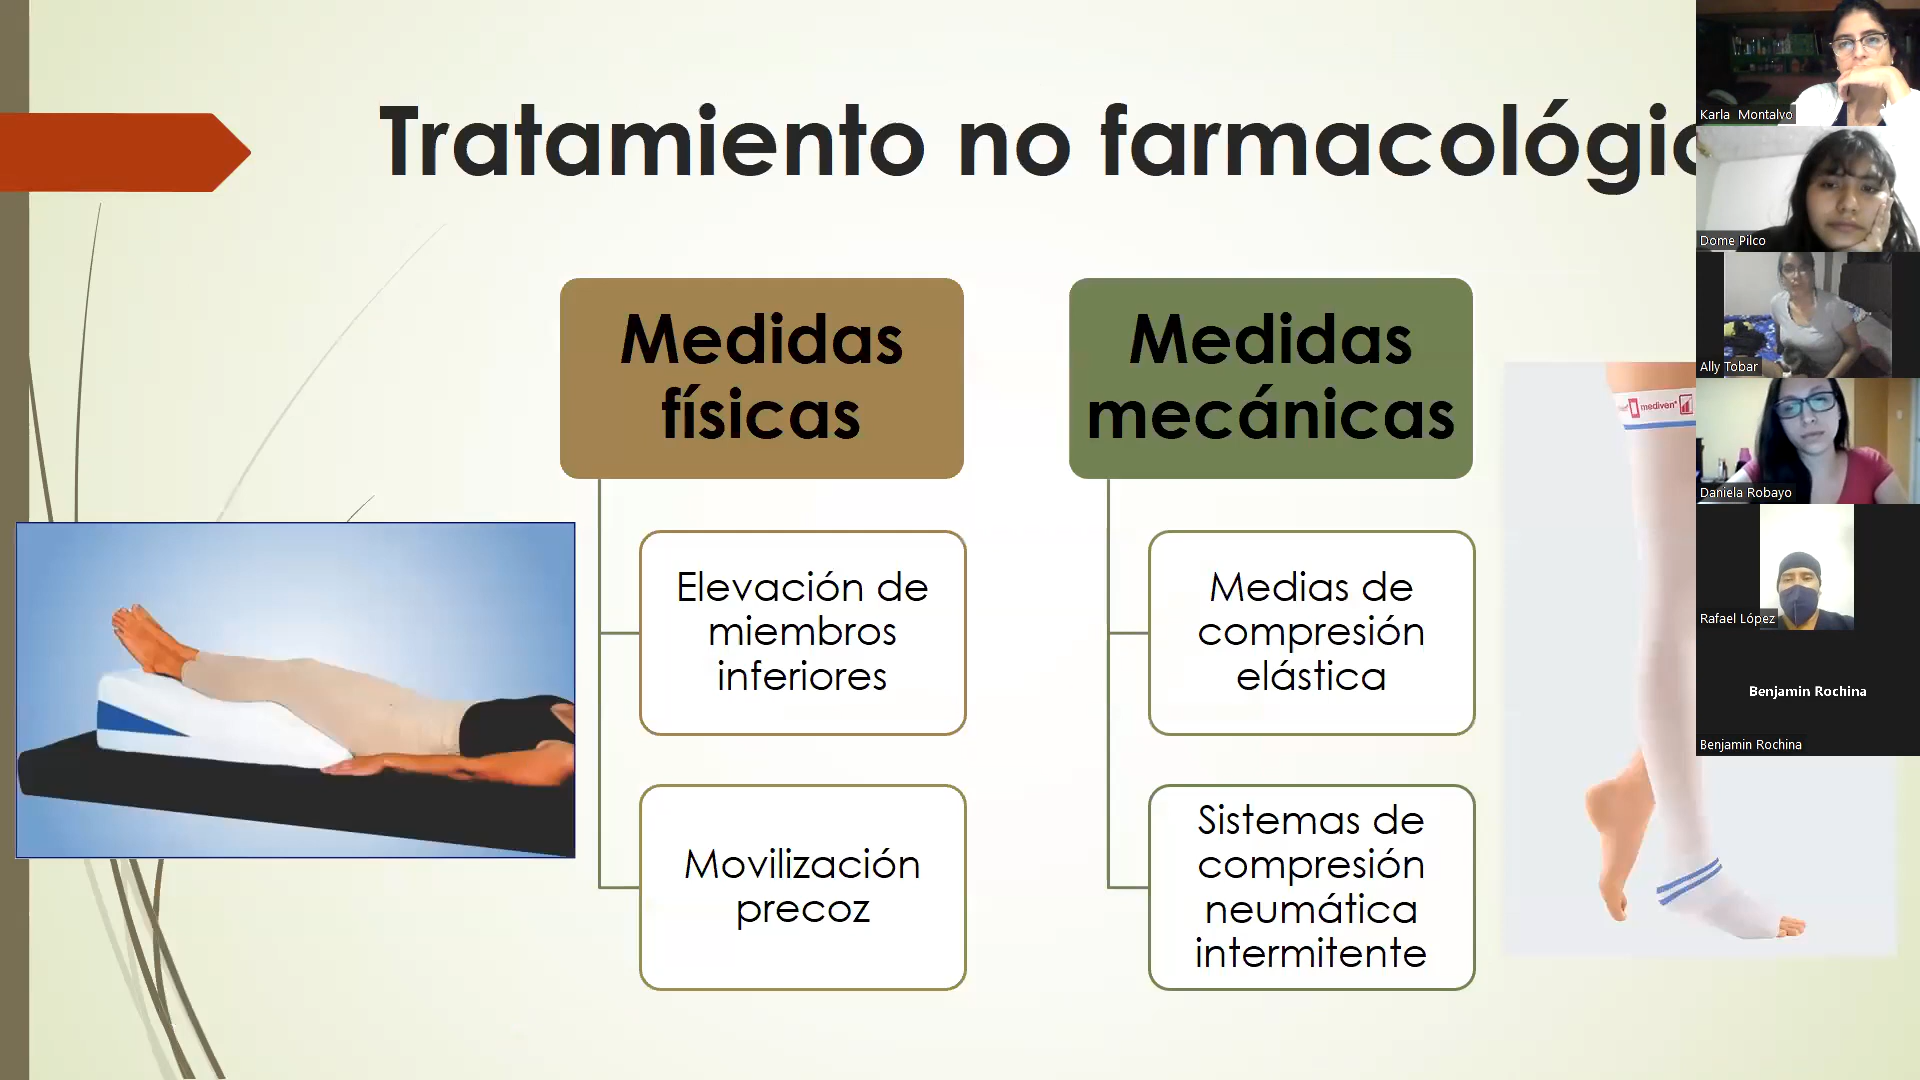 Tratamiento no farmacológic
Medidas
físicas
Elevación de
miembros
inferiores
Movilización
precoz
Medidas
mecánicas
Medias de
compresión
elástica
Sistemas de
compresión
neumática
intermitente
mediven
Karla Montalvo
Dome Pilco
Ally Tobar
Daniela Robayo
Rafael López
Benjamin Rochina
Benjamin Rochina